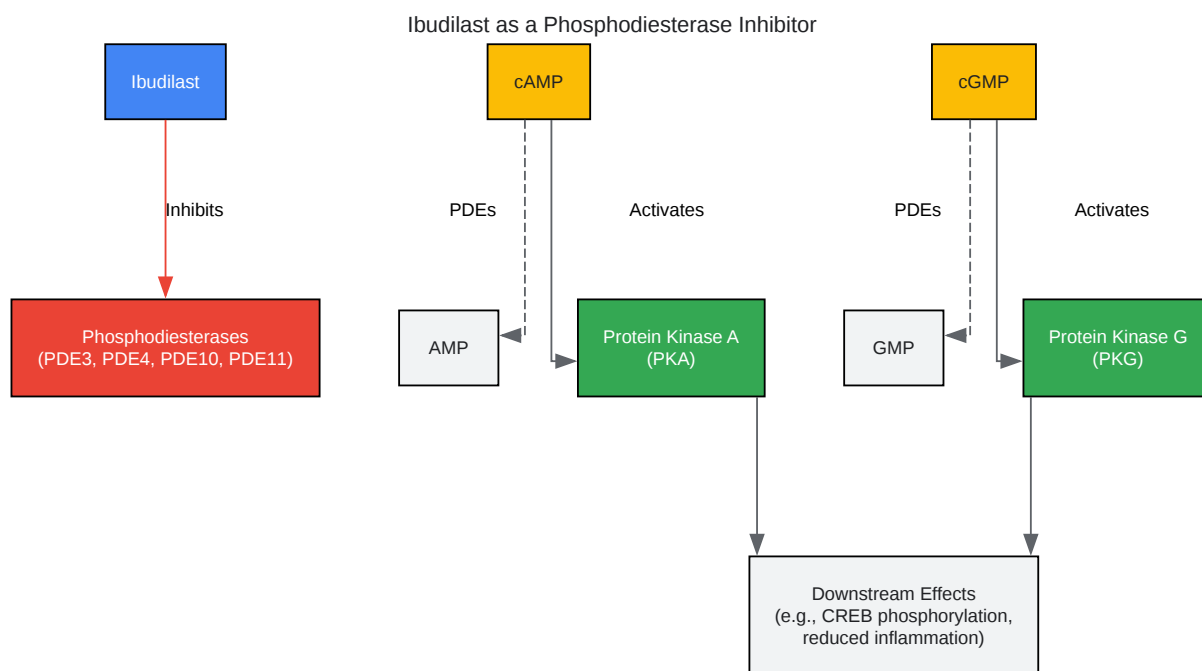 Ibudilast as a Phosphodiesterase Inhibitor
Ibudilast
cAMP
cGMP
Inhibits
PDEs
Activates
PDEs
Activates
Phosphodiesterases
(PDE3, PDE4, PDE10, PDE11)
AMP
Protein Kinase A
(PKA)
GMP
Protein Kinase G
(PKG)
Downstream Effects
(e.g., CREB phosphorylation,
reduced inflammation)